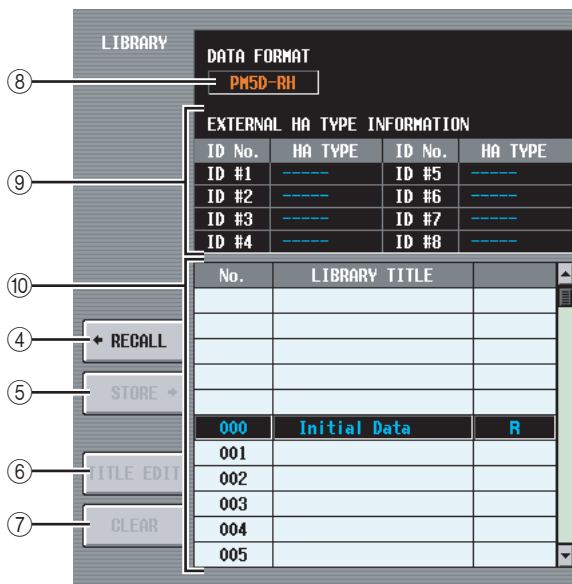 LIBRARY
DATA FORMAT
⑧ PM5D-RH
EXTERNAL HA TYPE INFORMATION
ID No. HA TYPE ID No. HA TYPE
⑨ ID #1 ----- ID #5 -----
ID #2 ----- ID #6 -----
ID #3 ----- ID #7 -----
ID #4 ----- ID #8 -----
⑩ No. LIBRARY TITLE
④ ← RECALL
⑤ STORE →
000 Initial Data R
001
⑥ TITLE EDIT
002
003
⑦ CLEAR
004
005